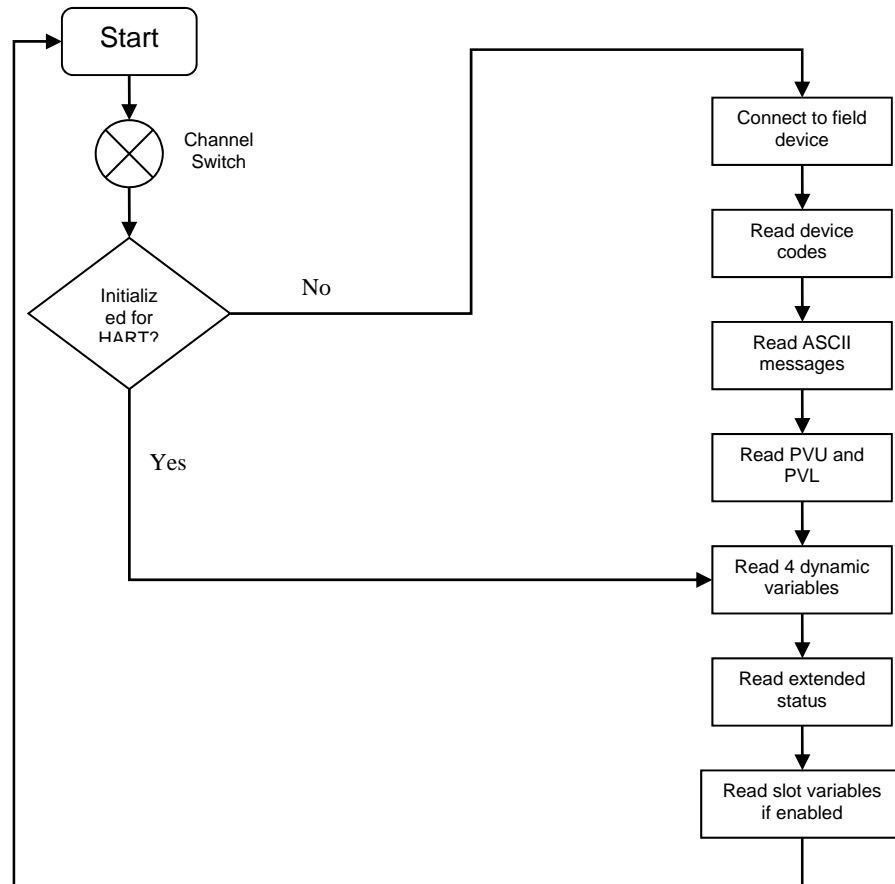 Start
Channel
Switch
Initializ
ed for
HART?
No
Yes
Connect to field
device
Read device
codes
Read ASCII
messages
Read PVU and
PVL
Read 4 dynamic
variables
Read extended
status
Read slot variables
if enabled